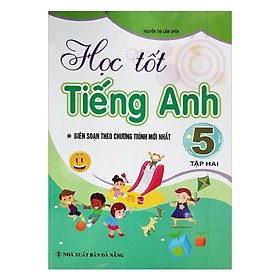 NGUYỄN THỊ CẨM UYÊN
Học tốt
Tiếng Anh
BIÊN SOẠN THEO CHƯƠNG TRÌNH MỚI NHẤT
5
TẬP HAI
NHÀ XUẤT BẢN ĐÀ NẴNG